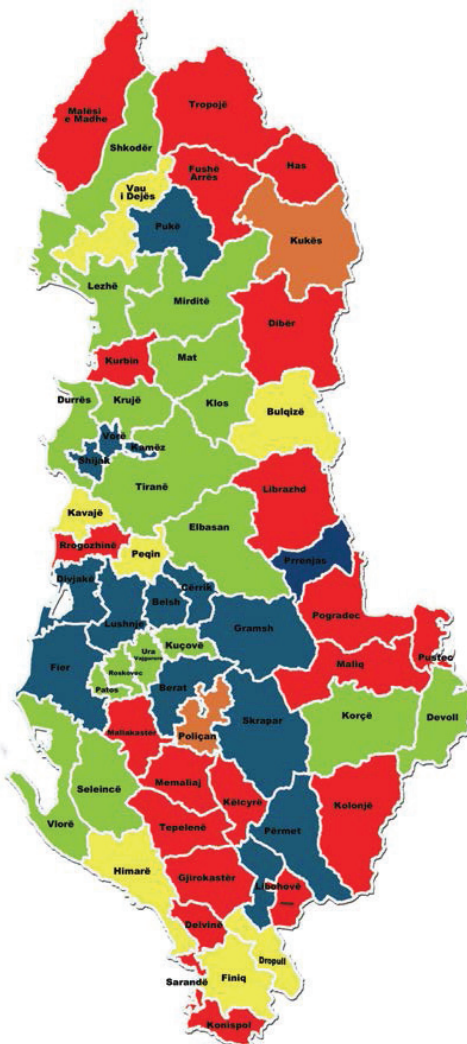 Malësi
e Madhe
Tropojë
Shkodër
Fushë
Arrës
Has
Vau
i Dejës
Pukë
Kukës
Lezhë
Mirditë
Dibër
Kurbin
Mat
Durrës
Krujë
Klos
Bulqizë
Vorë
Kamëz
Shijak
Tiranë
Librazhd
Kavajë
Elbasan
Rrogozhinë
Peqin
Prrenjas
Divjakë
Cërrik
Belsh
Lushnje
Gramsh
Pogradec
Kuçovë
Ura
Vajgurore
Fier
Roskovec
Maliq
Pusteo
Patos
Berat
Skrapar
Korçë
Devoll
Mallakastër
Poliçan
Memaliaj
Seleincë
Këlcyrë
Kolonjë
Vlorë
Tepelenë
Përmet
Himarë
Gjirokastër
Libohovë
Deivinë
Dropull
Finiq
Sarandë
Konispol